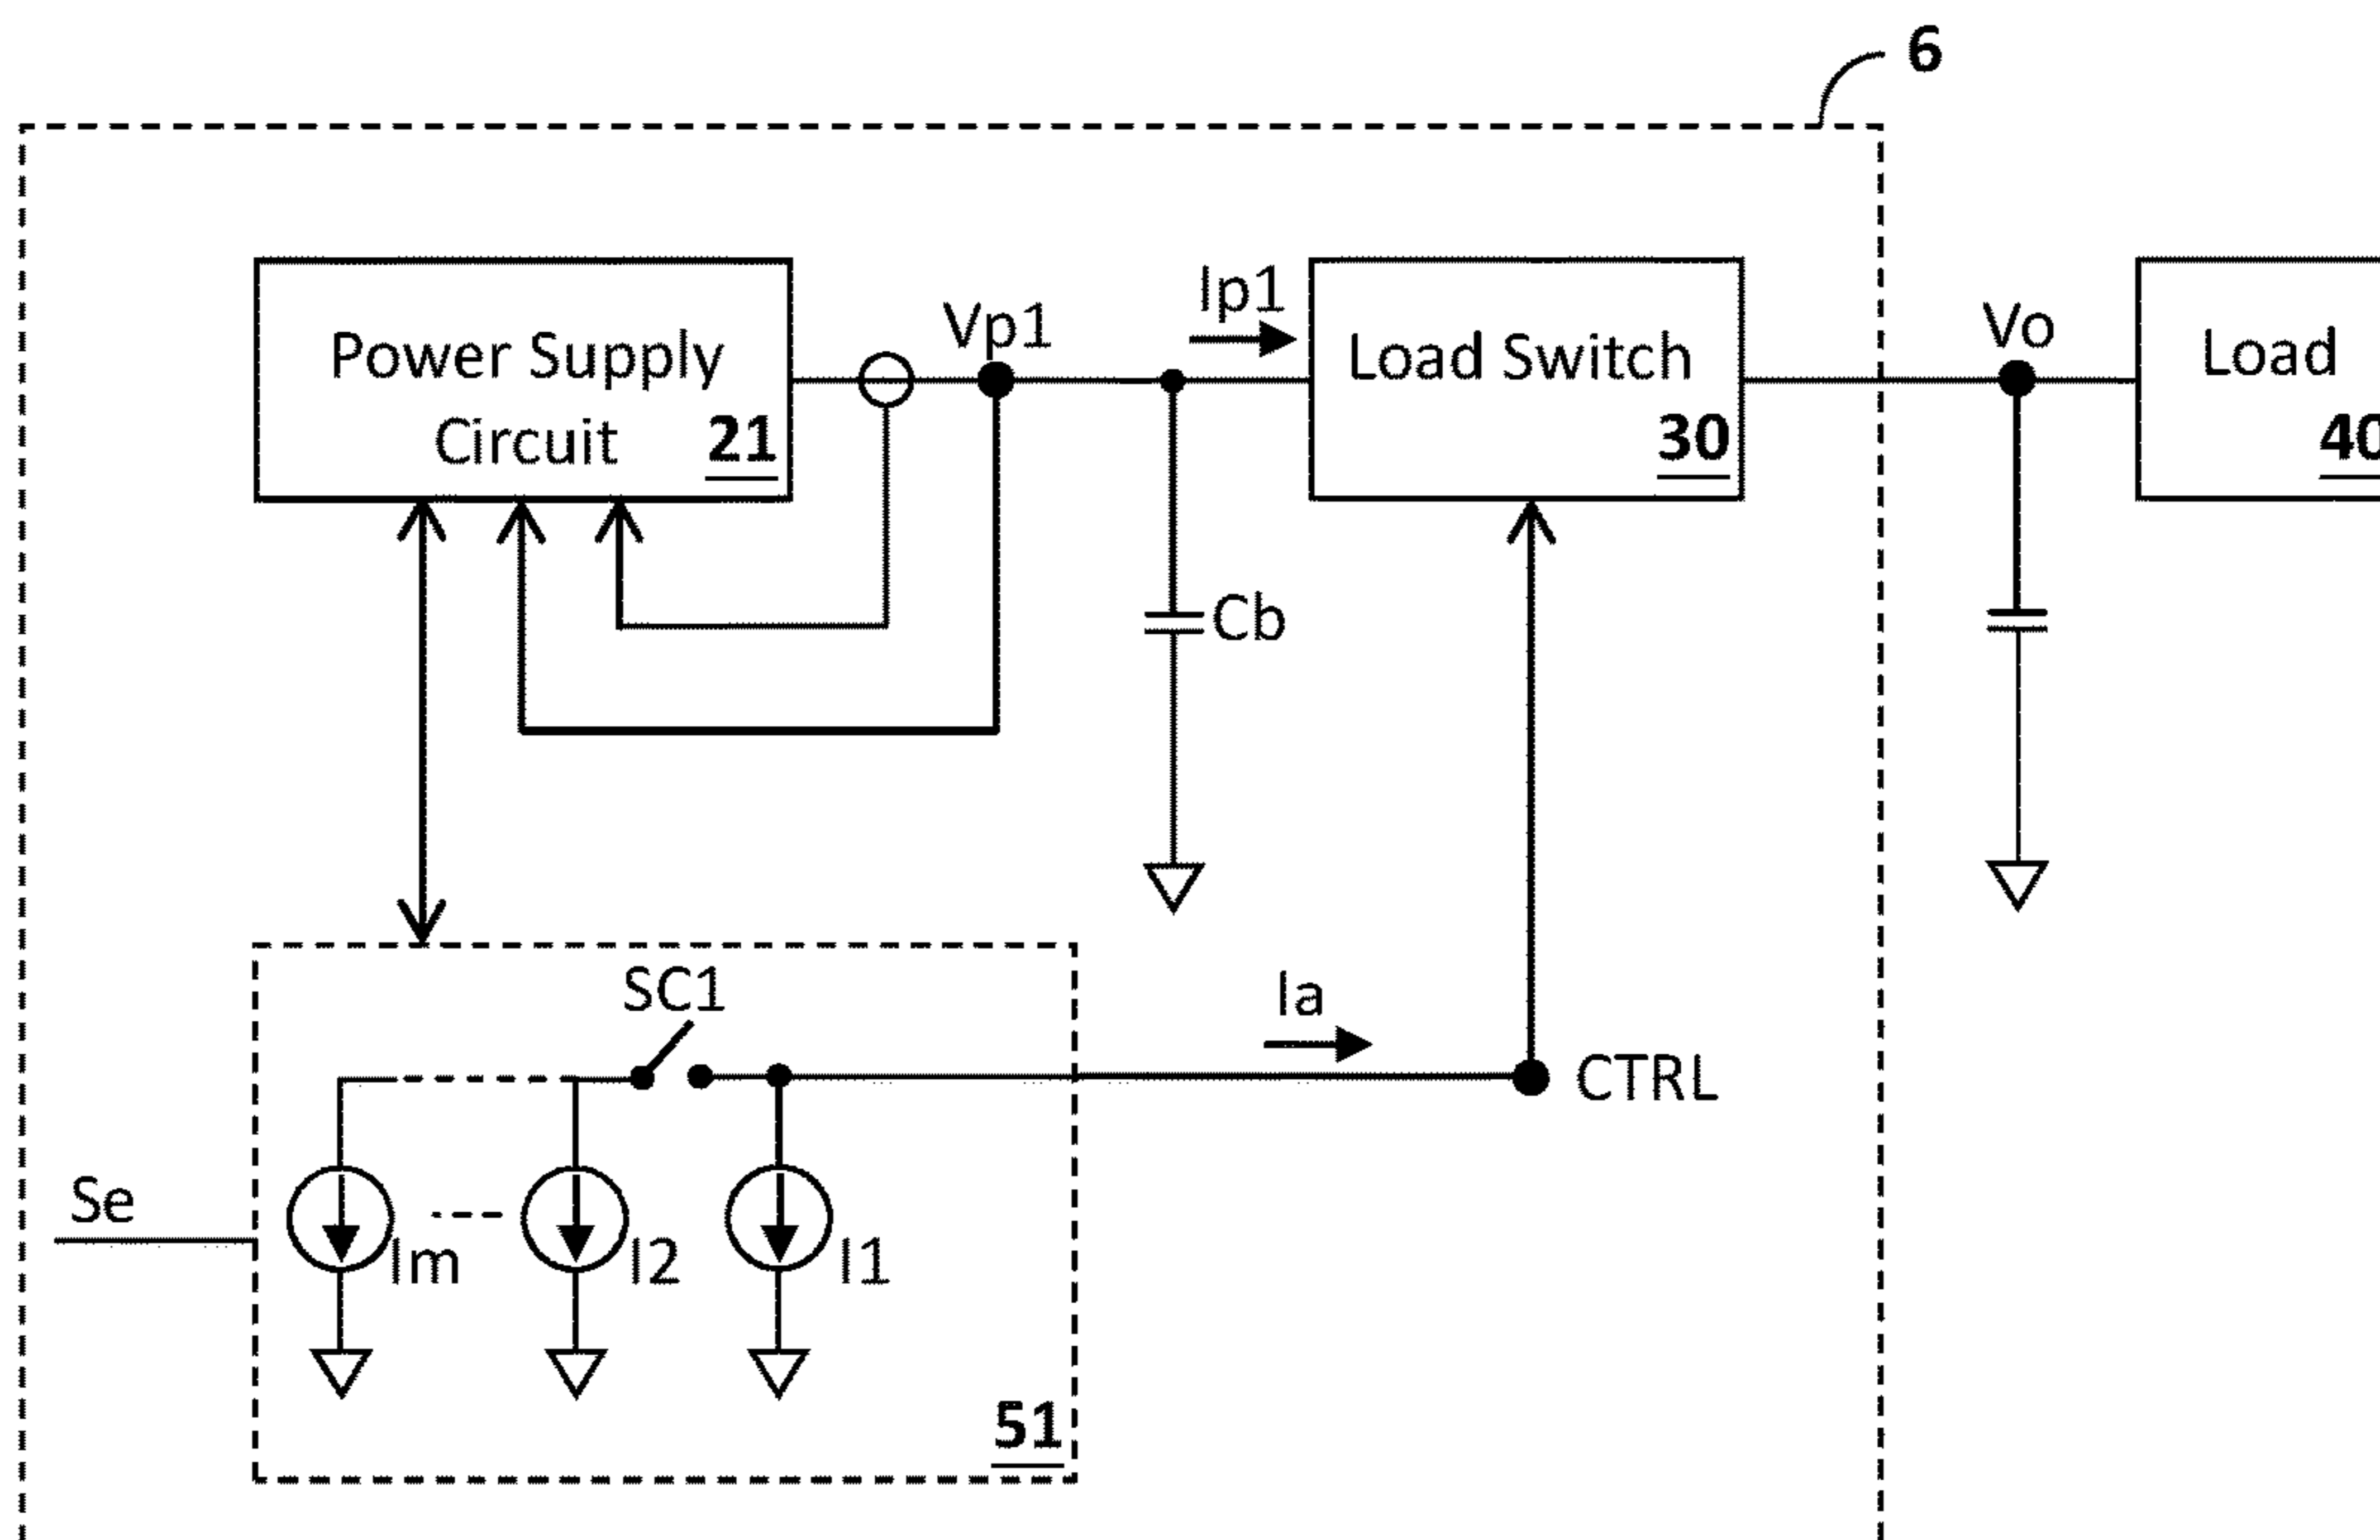 6
Power Supply
Circuit 21
Vp1
Ip1
Load Switch
30
Vo
Load
40
Cb
SC1
Ia
CTRL
Se
Im
I2
I1
51